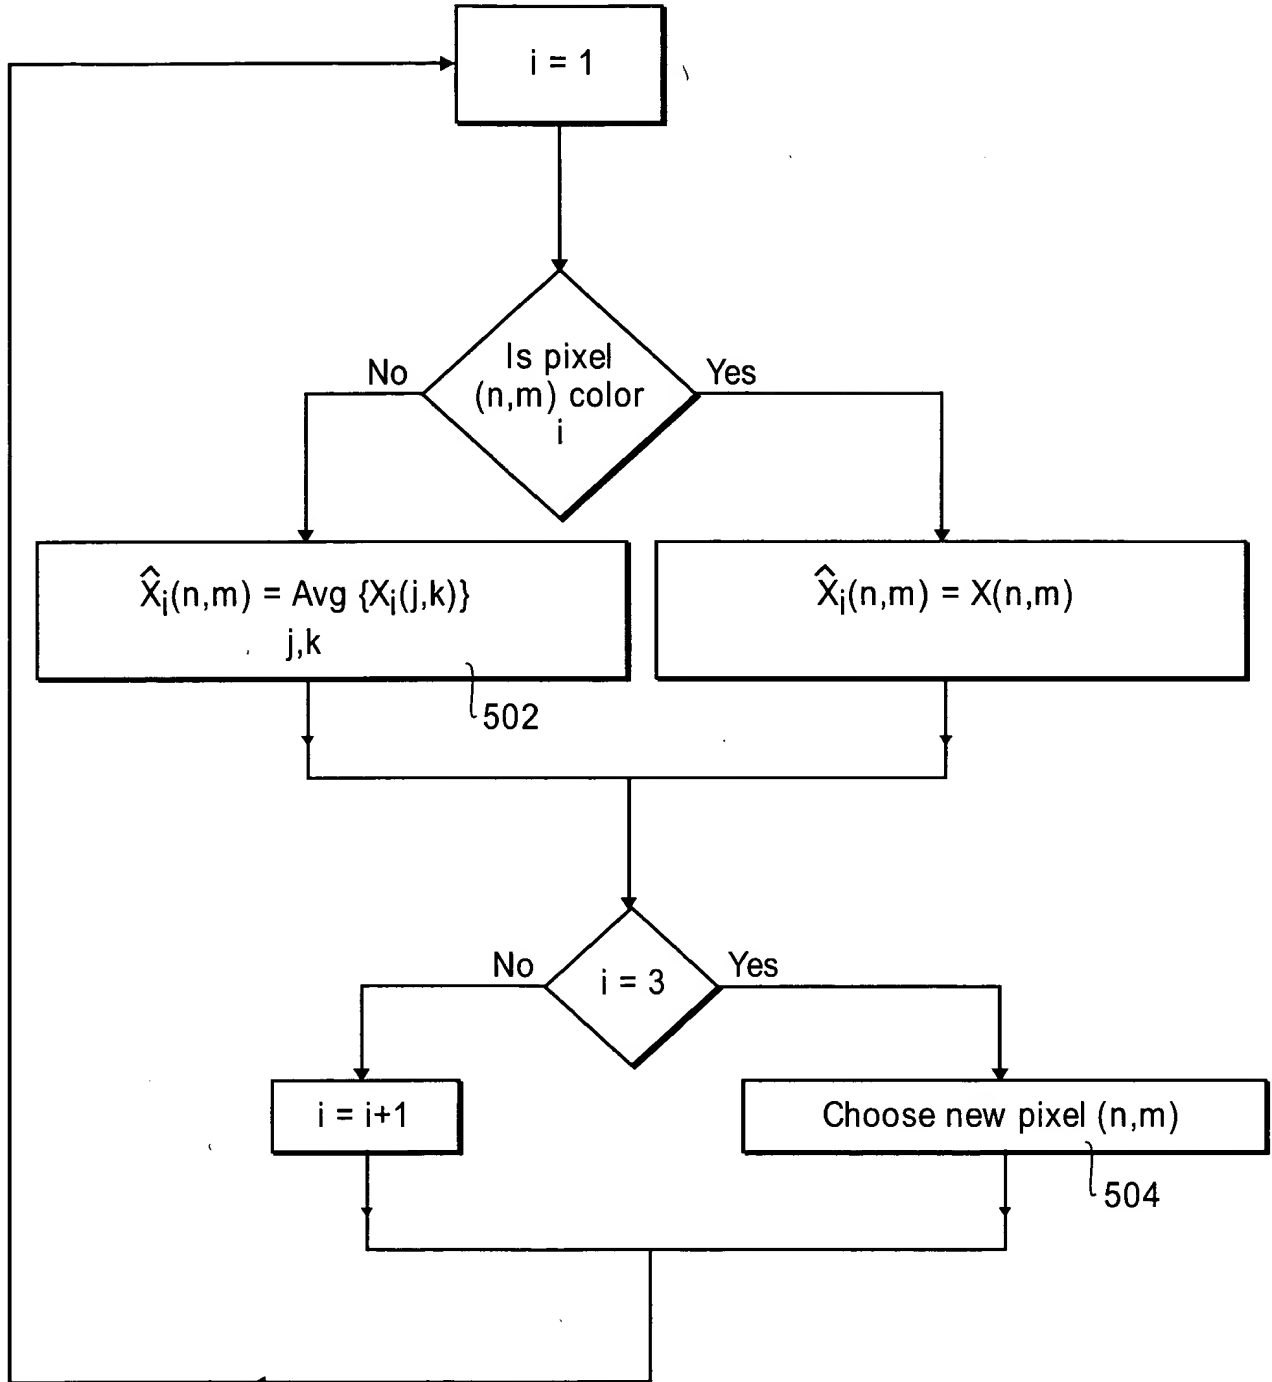 i = 1
Is pixel
(n,m) color
i
No
Yes
X̂i(n,m) = Avg {Xi(j,k)}
j,k
502
X̂i(n,m) = X(n,m)
i = 3
No
Yes
i = i+1
Choose new pixel (n,m)
504